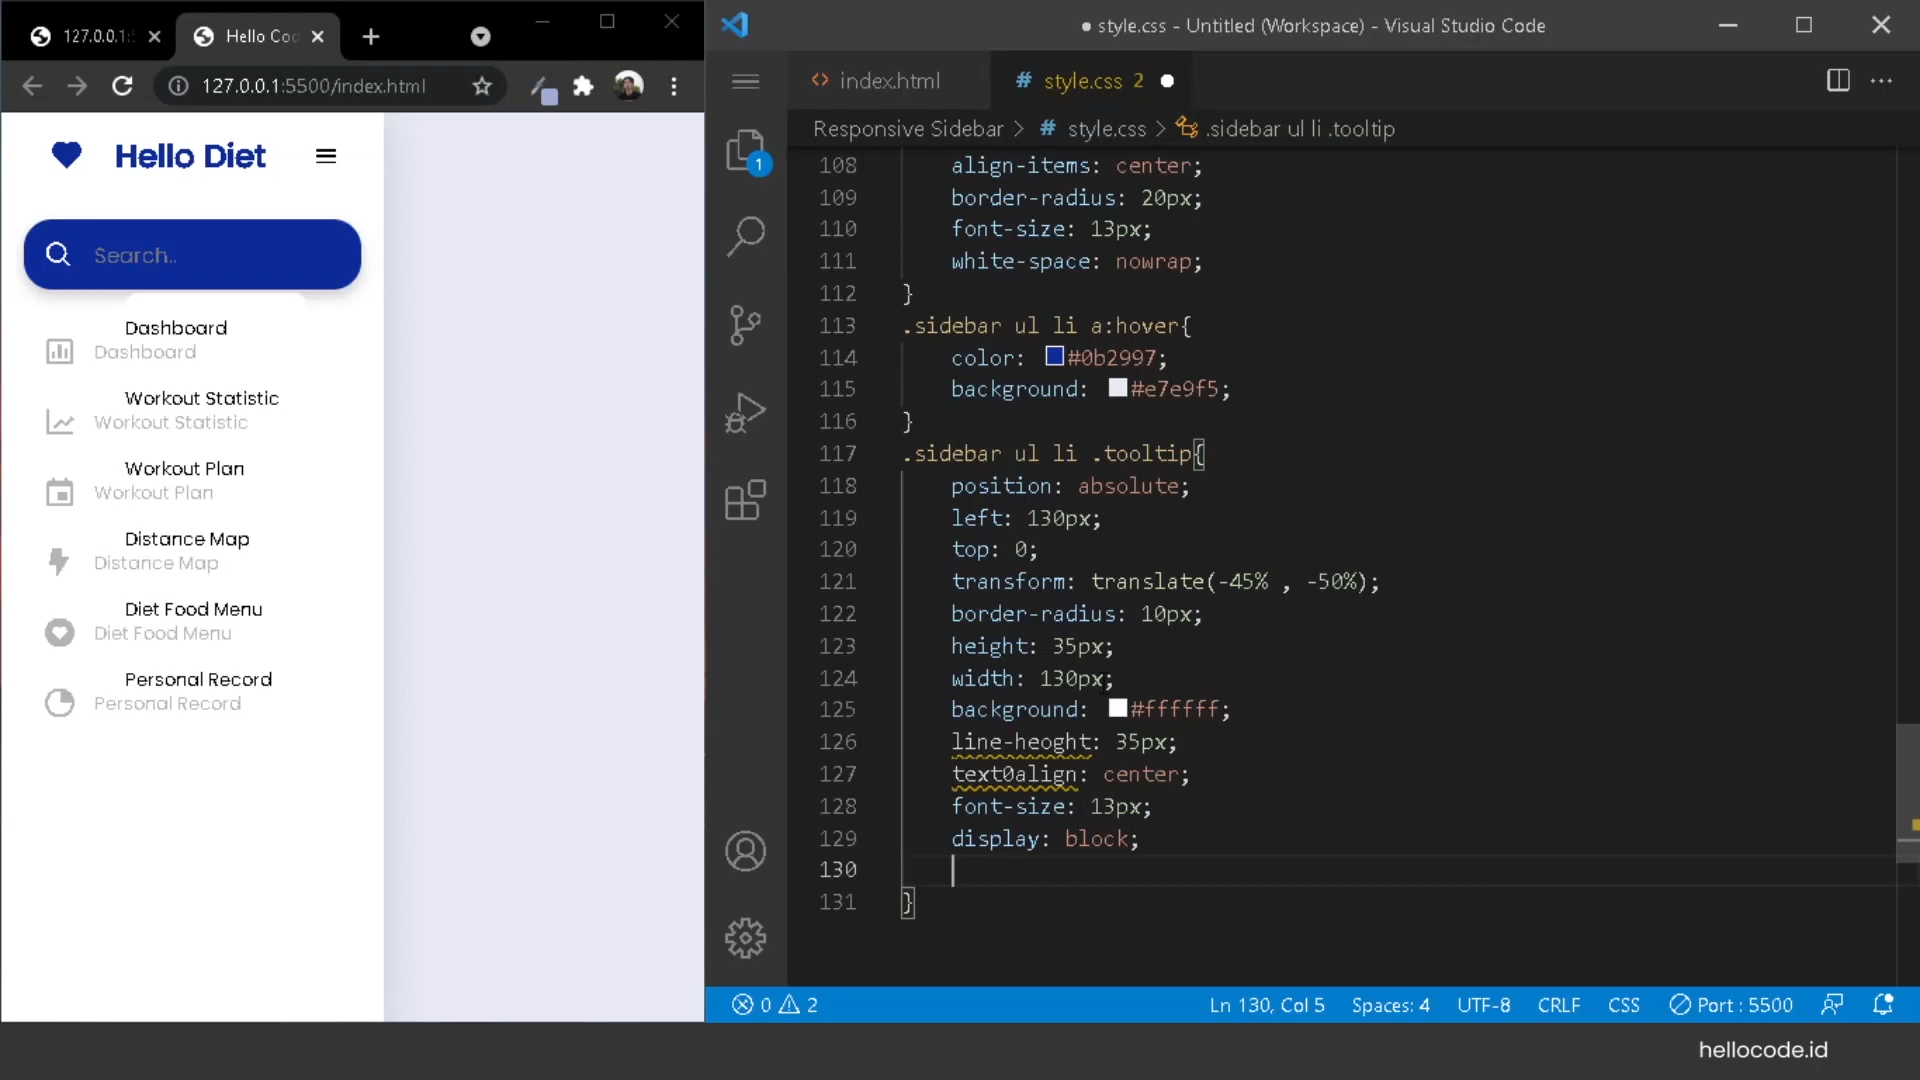 127.0.0.1:5
Hello Cod
127.0.0.1:5500/index.html
Hello Diet
Search..
Dashboard
Dashboard
Workout Statistic
Workout Statistic
Workout Plan
Workout Plan
Distance Map
Distance Map
Diet Food Menu
Diet Food Menu
Personal Record
Personal Record
● style.css - Untitled (Workspace) - Visual Studio Code
<> index.html
# style.css 2 ●
Responsive Sidebar > # style.css > .sidebar ul li .tooltip
1
108 align-items: center;
109 border-radius: 20px;
110 font-size: 13px;
111 white-space: nowrap;
112 }
113 .sidebar ul li a:hover{
114 color: #0b2997;
115 background: #e7e9f5;
116 }
117 .sidebar ul li .tooltip{
118 position: absolute;
119 left: 130px;
120 top: 0;
121 transform: translate(-45% , -50%);
122 border-radius: 10px;
123 height: 35px;
124 width: 130px;
125 background: #ffffff;
126 line-heoght: 35px;
127 text0align: center;
128 font-size: 13px;
129 display: block;
130
131 }
0 2 Ln 130, Col 5 Spaces: 4 UTF-8 CRLF CSS Port : 5500
hellocode.id